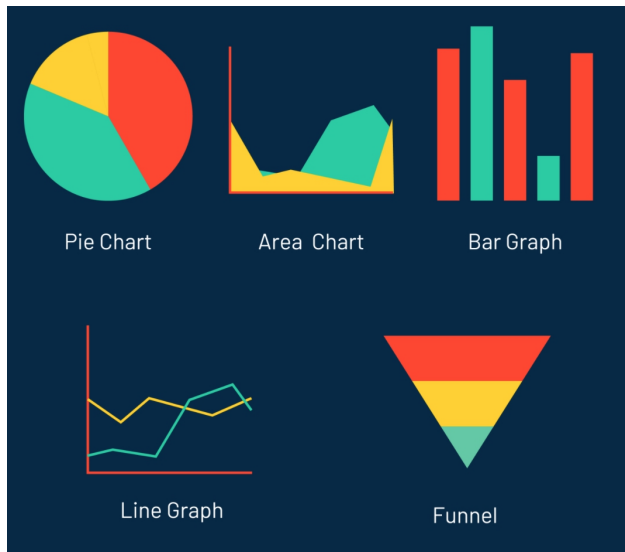 Pie Chart
Area  Chart
Bar Graph
Line Graph
Funnel